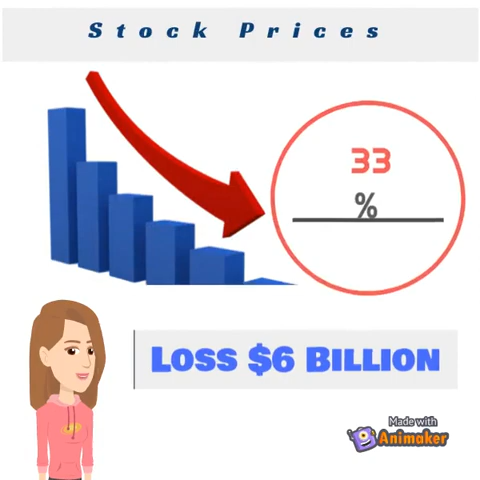 Stock Prices
33
%
Loss $6 Billion
Made with
Animaker